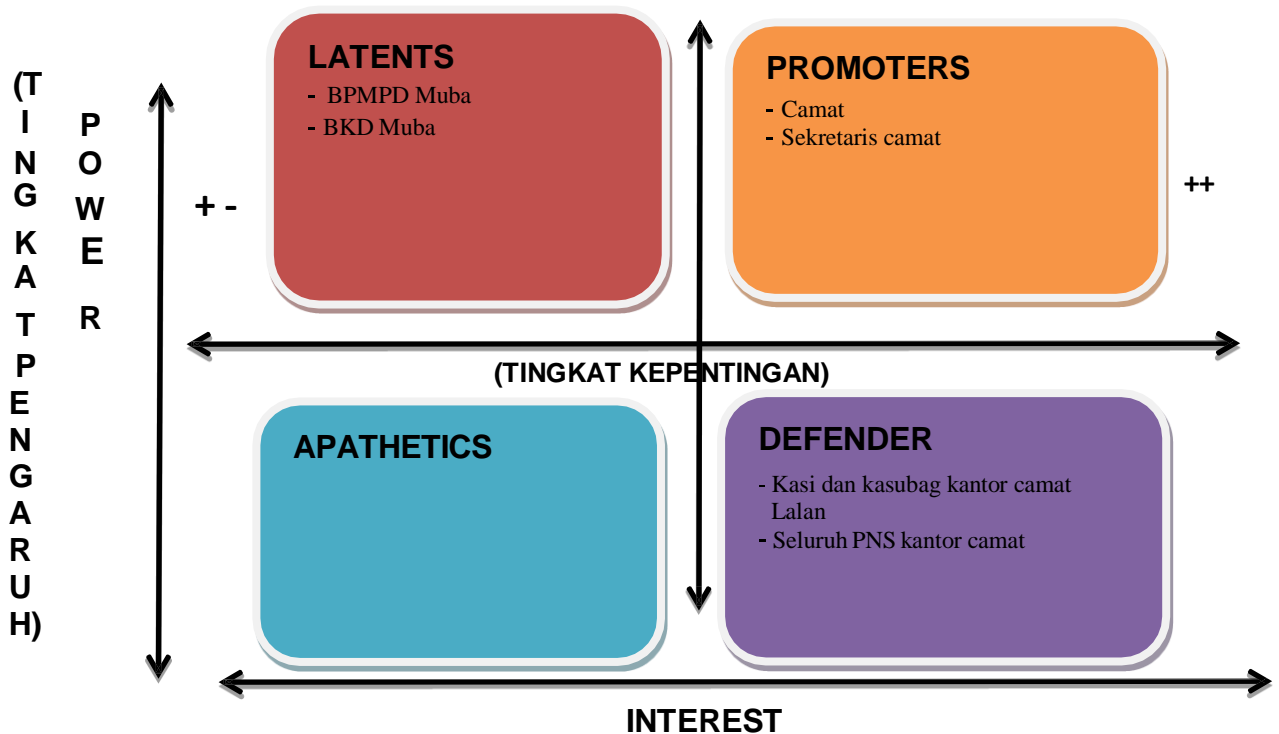 (TINGKAT PENGARUH)
POWER
+ -
LATENTS
- BPMPD Muba
- BKD Muba
PROMOTERS
- Camat
- Sekretaris camat
++
(TINGKAT KEPENTINGAN)
APATHETICS
DEFENDER
- Kasi dan kasubag kantor camat
Lalan
- Seluruh PNS kantor camat
INTEREST